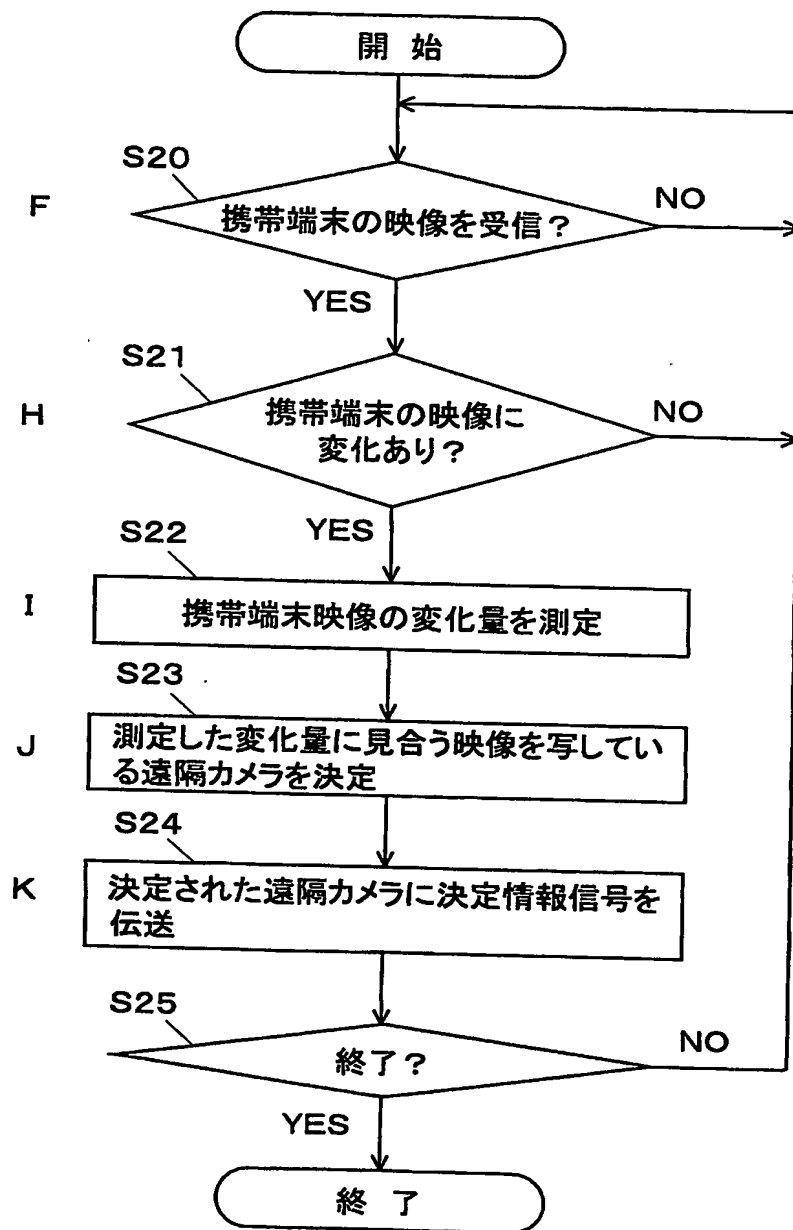 開始
S20
F
携帯端末の映像を受信？
NO
YES
S21
H
携帯端末の映像に
変化あり？
NO
YES
S22
I
携帯端末映像の変化量を測定
S23
J
測定した変化量に見合う映像を写してい
る遠隔カメラを決定
S24
K
決定された遠隔カメラに決定情報信号を
伝送
S25
終了？
NO
YES
終了